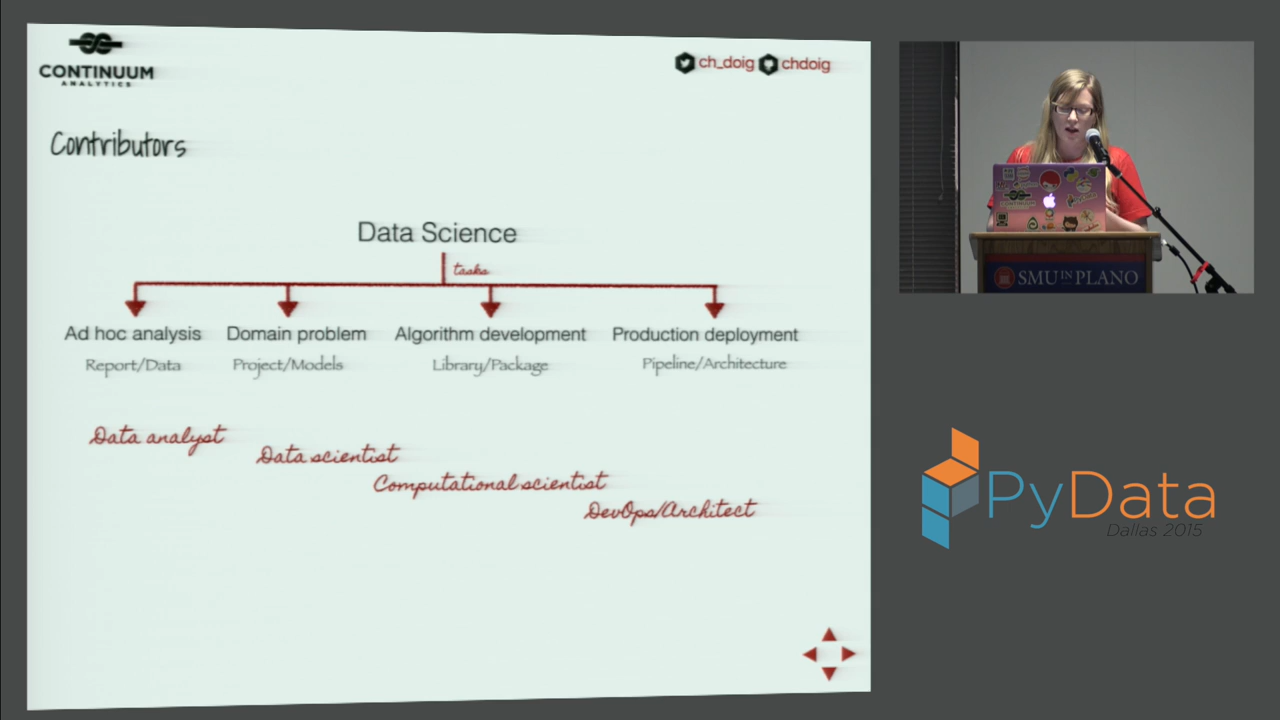 CONTINUUM
ANALYTICS
ch_doig chdoig
Contributors
Data Science
tasks
Ad hoc analysis Domain problem Algorithm development Production deployment
Report/Data Project/Models Library/Package Pipeline/Architecture
Data analyst
Data scientist
Computational scientist
DevOps/Architect
SMU IN PLANO
PyData
Dallas 2015